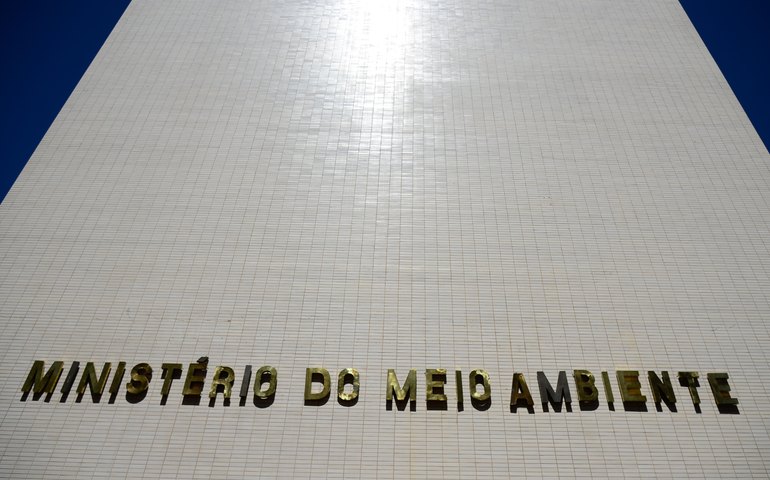 MINISTÉRIO DO MEIO AMBIENTE